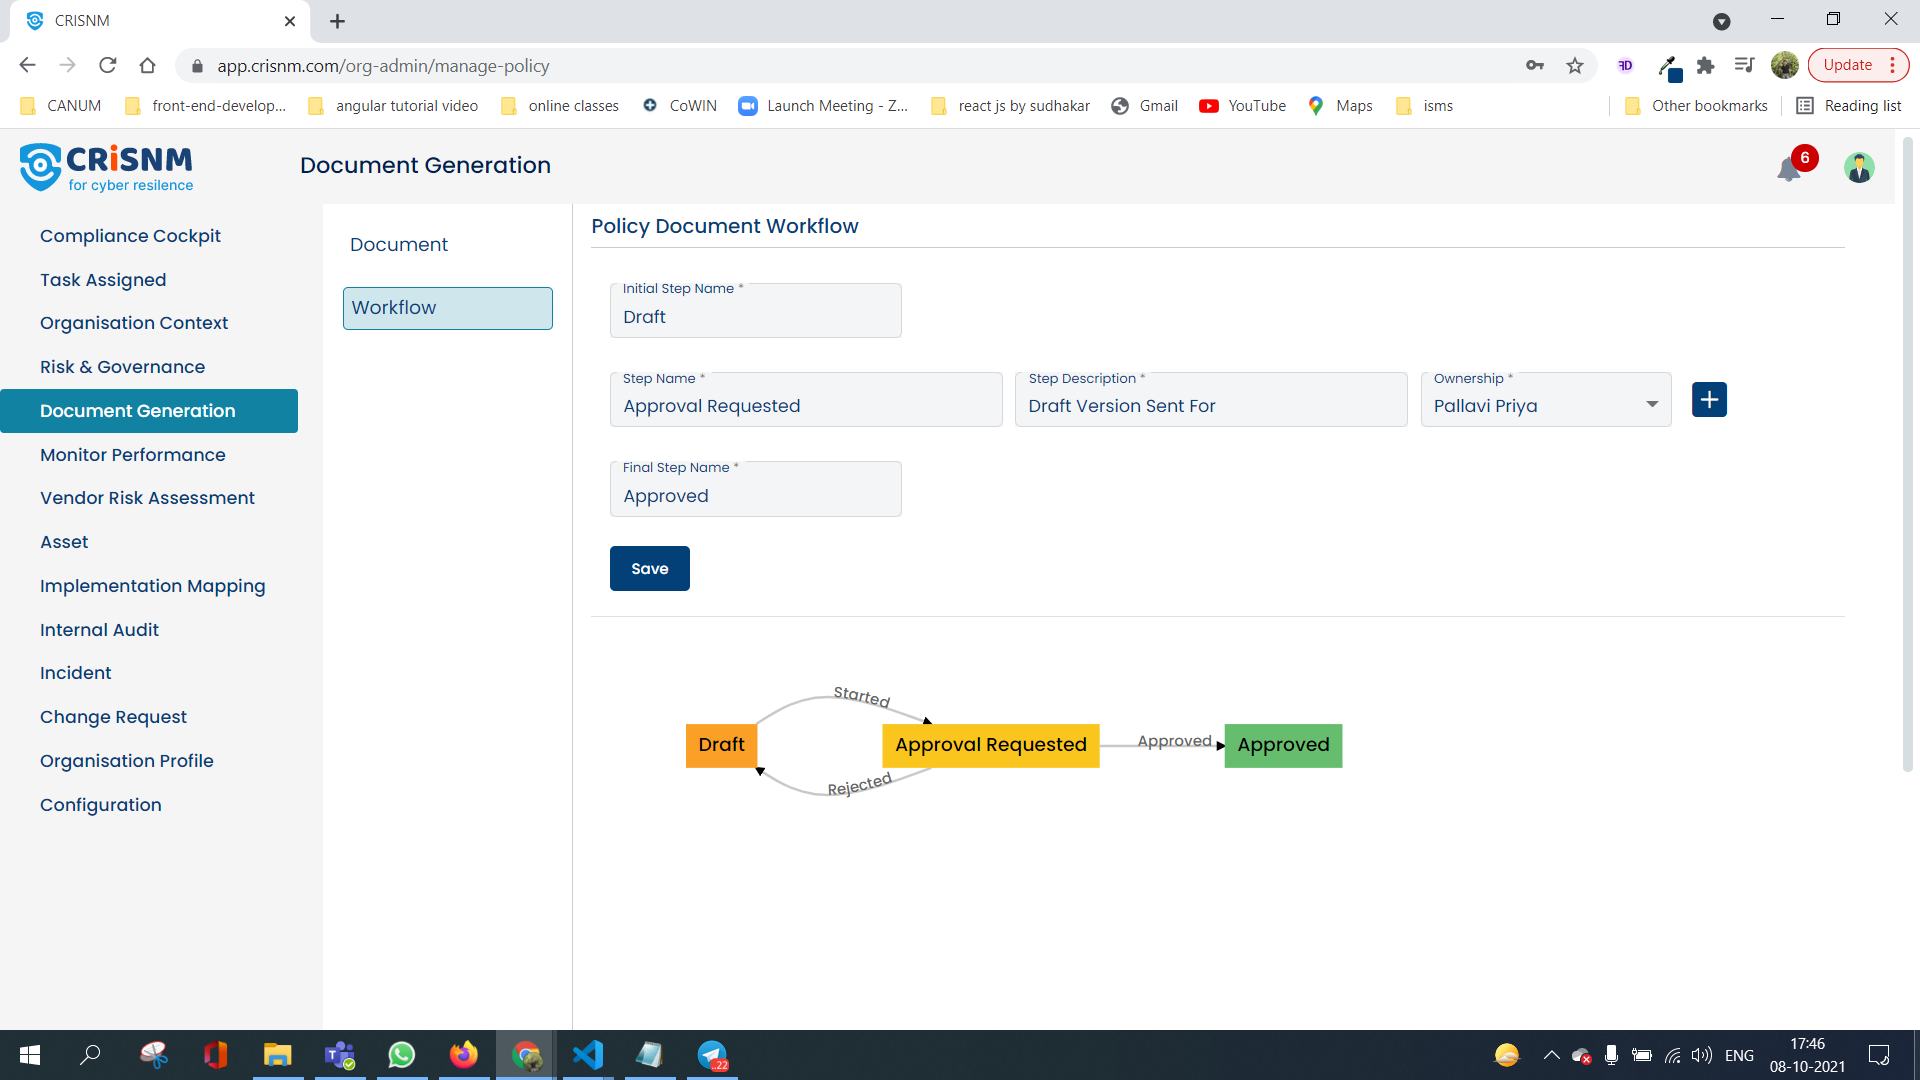 CRISNM
app.crisnm.com/org-admin/manage-policy
Update
CANUM
front-end-develop...
angular tutorial video
online classes
CoWIN
Launch Meeting - Z...
react js by sudhakar
Gmail
YouTube
Maps
isms
Other bookmarks
Reading list
CRiSNM
for cyber resilence
Document Generation
6
Compliance Cockpit
Task Assigned
Organisation Context
Risk & Governance
Document Generation
Monitor Performance
Vendor Risk Assessment
Asset
Implementation Mapping
Internal Audit
Incident
Change Request
Organisation Profile
Configuration
Document
Workflow
Policy Document Workflow
Initial Step Name *
Draft
Step Name *
Approval Requested
Step Description *
Draft Version Sent For
Ownership *
Pallavi Priya
Final Step Name *
Approved
Save
Started
Draft
Approval Requested
Approved
Approved
Rejected
..22
ENG
17:46
08-10-2021